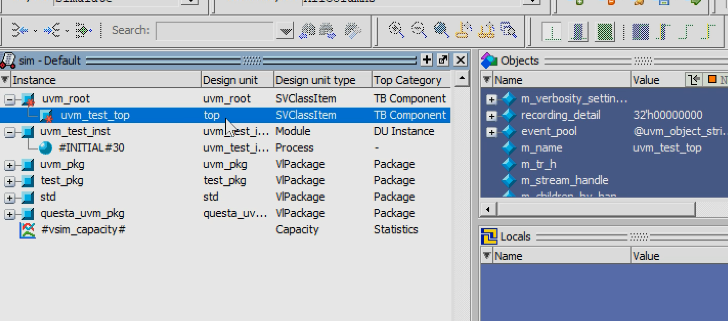 Search:
sim - Default
Instance Design unit Design unit type Top Category
uvm_root uvm_root SVClassItem TB Component
uvm_test_top top SVClassItem TB Component
uvm_test_inst uvm_test_i... Module DU Instance
#INITIAL#30 uvm_test_i... Process -
uvm_pkg uvm_pkg VlPackage Package
test_pkg test_pkg VlPackage Package
std std VlPackage Package
questa_uvm_pkg questa_uv... VlPackage Package
#vsim_capacity# Capacity Statistics
Objects
Name Value
m_verbosity_settin...
recording_detail 32'h00000000
event_pool @uvm_object_stri...
m_name uvm_test_top
m_tr_h
m_stream_handle
Locals
Name Value